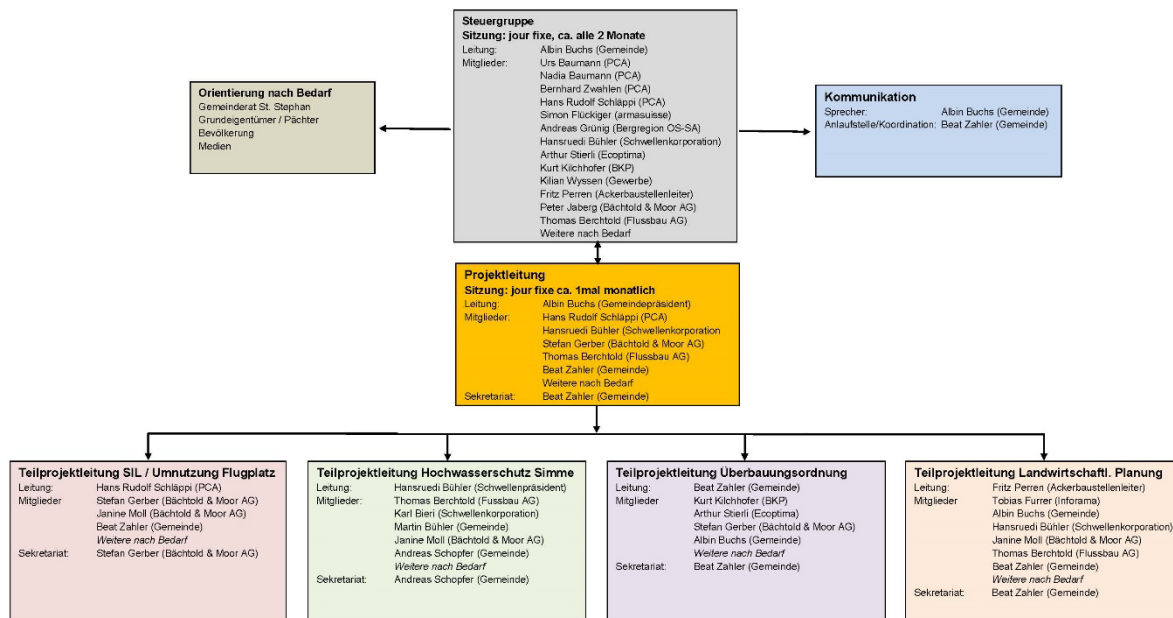 Steuergruppe
Sitzung: jour fixe, ca. alle 2 Monate
Leitung: Albin Buchs (Gemeinde)
Mitglieder: Urs Baumann (PCA)
Nadia Baumann (PCA)
Bernhard Zwahlen (PCA)
Hans Rudolf Schläppi (PCA)
Simon Flückiger (armasuisse)
Andreas Grünig (Bergregion OS-SA)
Hansruedi Bühler (Schwellenkorporation)
Arthur Stierli (Ecoptima)
Kurt Kilchhofer (BKP)
Kilian Wyssen (Gewerbe)
Fritz Perren (Ackerbaustellenleiter)
Peter Jaberg (Bächtold & Moor AG)
Thomas Berchtold (Flussbau AG)
Weitere nach Bedarf
Orientierung nach Bedarf
Gemeinderat St. Stephan
Grundeigentümer / Pächter
Bevölkerung
Medien
Kommunikation
Sprecher: Albin Buchs (Gemeinde)
Anlaufstelle/Koordination: Beat Zahler (Gemeinde)
Projektleitung
Sitzung: jour fixe ca. 1mal monatlich
Leitung: Albin Buchs (Gemeindepräsident)
Mitglieder: Hans Rudolf Schläppi (PCA)
Hansruedi Bühler (Schwellenkorporation
Stefan Gerber (Bächtold & Moor AG)
Thomas Berchtold (Flussbau AG)
Beat Zahler (Gemeinde)
Weitere nach Bedarf
Sekretariat: Beat Zahler (Gemeinde)
Teilprojektleitung SIL / Umnutzung Flugplatz
Leitung: Hans Rudolf Schläppi (PCA)
Mitglieder Stefan Gerber (Bächtold & Moor AG)
Janine Moll (Bächtold & Moor AG)
Beat Zahler (Gemeinde)
Weitere nach Bedarf
Sekretariat: Stefan Gerber (Bächtold & Moor AG)
Teilprojektleitung Hochwasserschutz Simme
Leitung: Hansruedi Bühler (Schwellenpräsident)
Mitglieder: Thomas Berchtold (Fussbau AG)
Karl Bieri (Schwellenkorporation)
Martin Bühler (Gemeinde)
Janine Moll (Bächtold & Moor AG)
Andreas Schopfer (Gemeinde)
Weitere nach Bedarf
Sekretariat: Andreas Schopfer (Gemeinde)
Teilprojektleitung Überbauungsordnung
Leitung: Beat Zahler (Gemeinde)
Mitglieder Kurt Kilchhofer (BKP)
Arthur Stierli (Ecoptima)
Stefan Gerber (Bächtold & Moor AG)
Albin Buchs (Gemeinde)
Weitere nach Bedarf
Sekretariat: Beat Zahler (Gemeinde)
Teilprojektleitung Landwirtschaftl. Planung
Leitung: Fritz Perren (Ackerbaustellenleiter)
Mitglieder Tobias Furrer (Inforama)
Albin Buchs (Gemeinde)
Hansruedi Bühler (Schwellenkorporation)
Janine Moll (Bächtold & Moor AG)
Thomas Berchtold (Flussbau AG)
Beat Zahler (Gemeinde)
Weitere nach Bedarf
Sekretariat: Beat Zahler (Gemeinde)